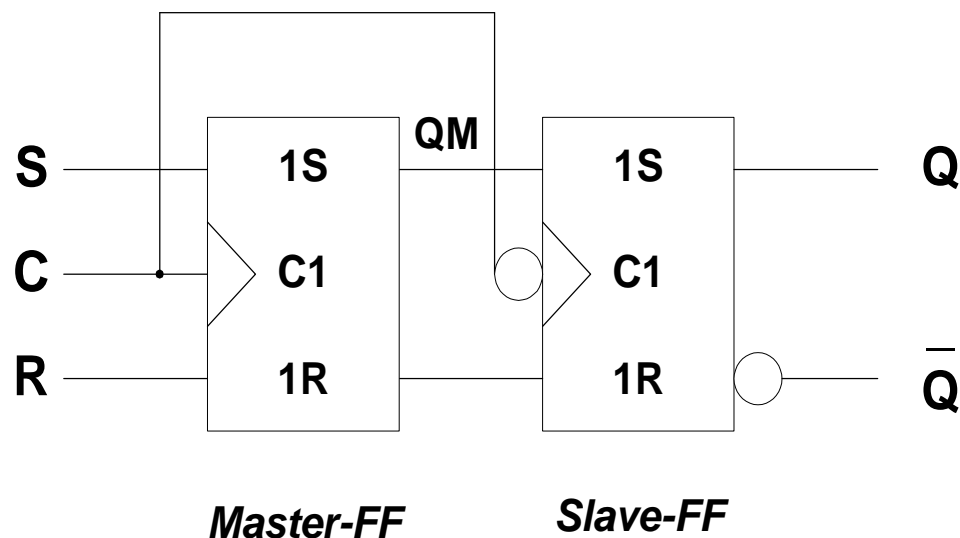 QM
S 1S 1S Q
C C1 C1
R 1R 1R Q̅
Master-FF Slave-FF